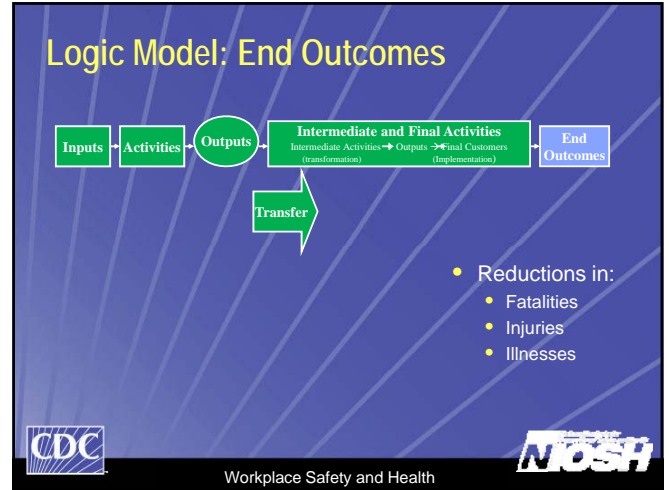 Logic Model: End Outcomes
Inputs
Activities
Outputs
Intermediate and Final Activities
Intermediate Activities Outputs Final Customers
(transformation) (Implementation)
End
Outcomes
Transfer
• Reductions in:
• Fatalities
• Injuries
• Illnesses
CDC
Workplace Safety and Health
NIOSH